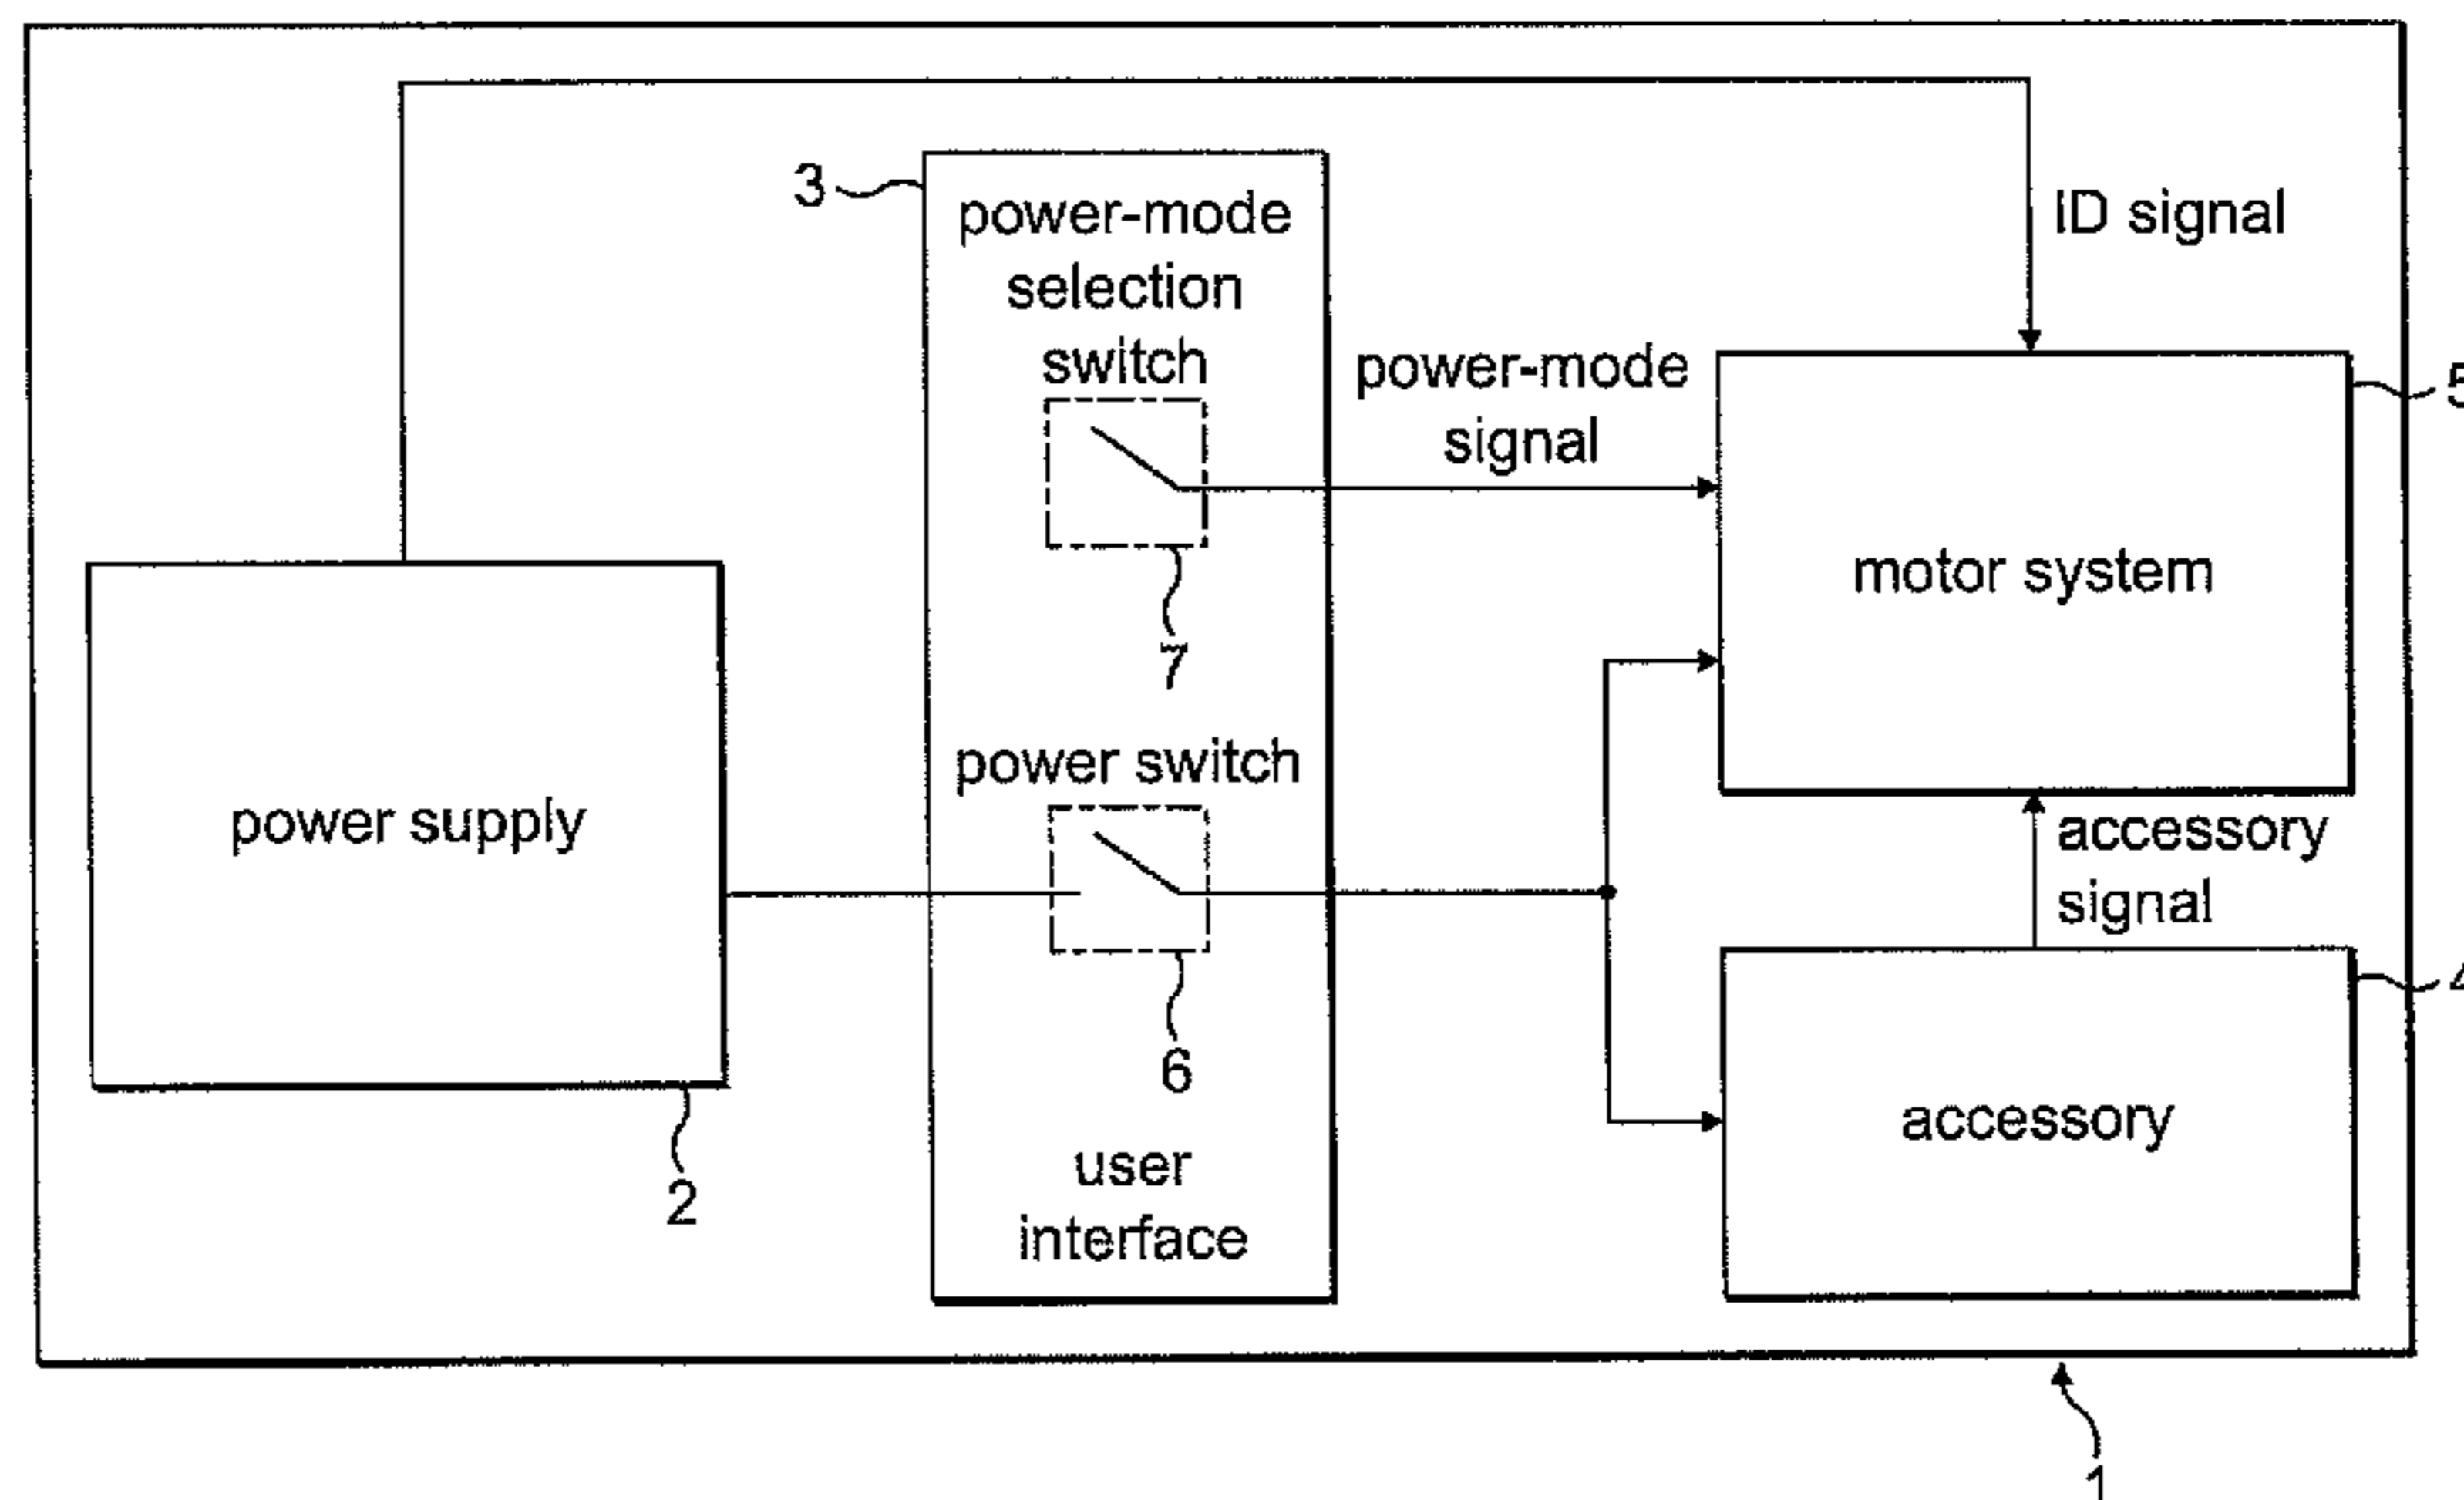 3
power-mode
selection
switch
ID signal
power-mode
signal
5
motor system
7
power switch
power supply
accessory
signal
4
6
accessory
user
interface
2
1